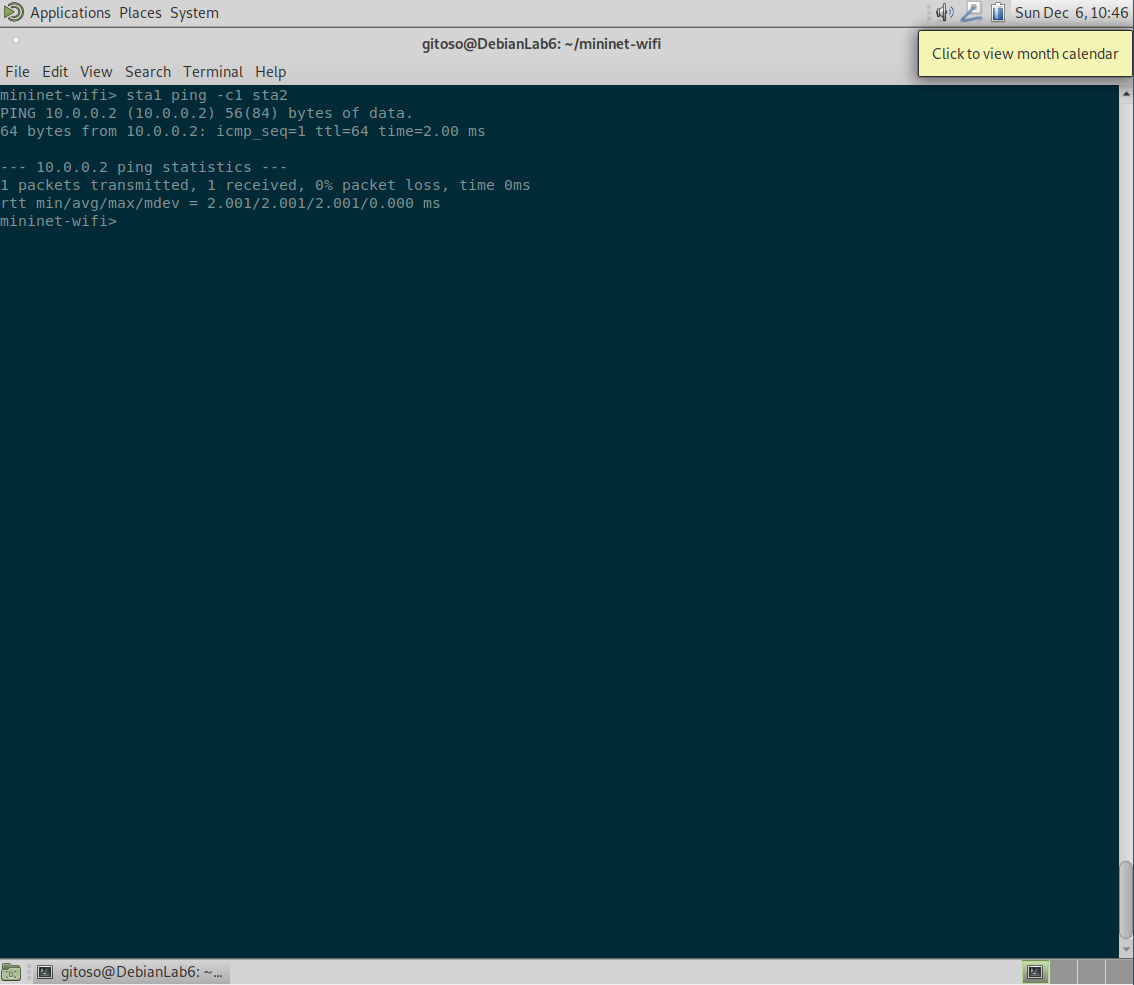 Applications Places System Sun Dec 6, 10:46
gitoso@DebianLab6: ~/mininet-wifi
Click to view month calendar
File Edit View Search Terminal Help
mininet-wifi> sta1 ping -c1 sta2
PING 10.0.0.2 (10.0.0.2) 56(84) bytes of data.
64 bytes from 10.0.0.2: icmp_seq=1 ttl=64 time=2.00 ms
--- 10.0.0.2 ping statistics ---
1 packets transmitted, 1 received, 0% packet loss, time 0ms
rtt min/avg/max/mdev = 2.001/2.001/2.001/0.000 ms
mininet-wifi>
gitoso@DebianLab6: ~...